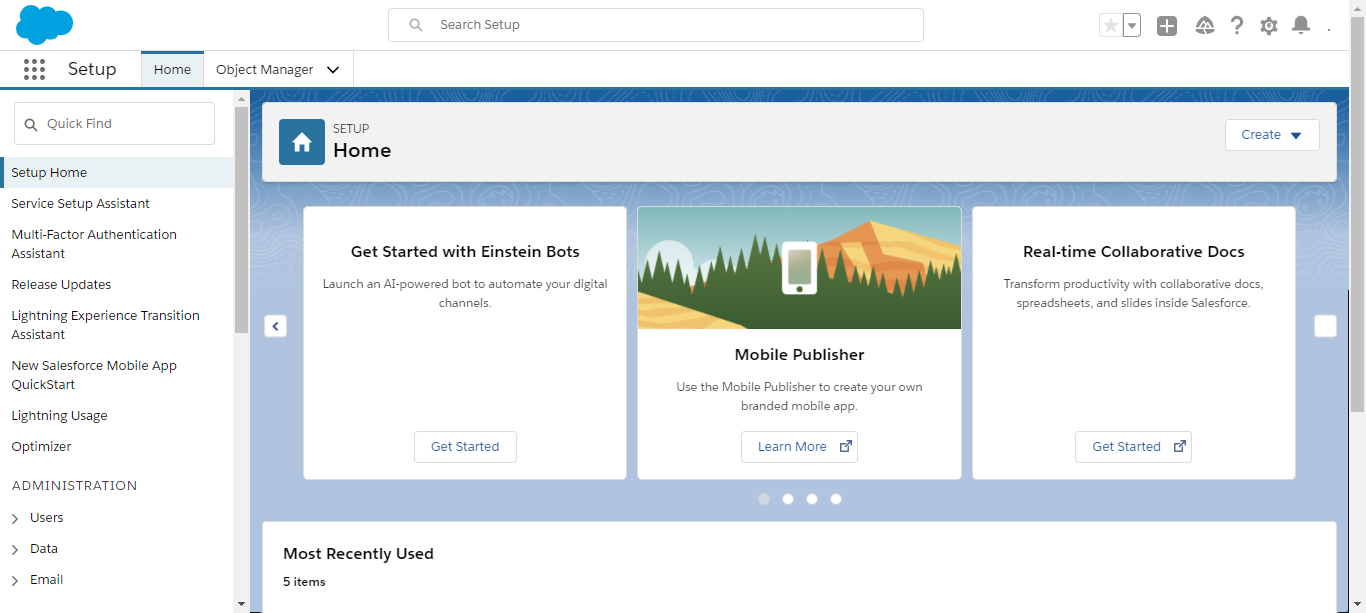 Search Setup
Setup
Home
Object Manager
Quick Find
Setup Home
Service Setup Assistant
Multi-Factor Authentication
Assistant
Release Updates
Lightning Experience Transition
Assistant
New Salesforce Mobile App
QuickStart
Lightning Usage
Optimizer
ADMINISTRATION
Users
Data
Email
SETUP
Home
Create
Get Started with Einstein Bots
Launch an AI-powered bot to automate your digital
channels.
Get Started
Mobile Publisher
Use the Mobile Publisher to create your own
branded mobile app.
Learn More
Real-time Collaborative Docs
Transform productivity with collaborative docs,
spreadsheets, and slides inside Salesforce.
Get Started
Most Recently Used
5 items